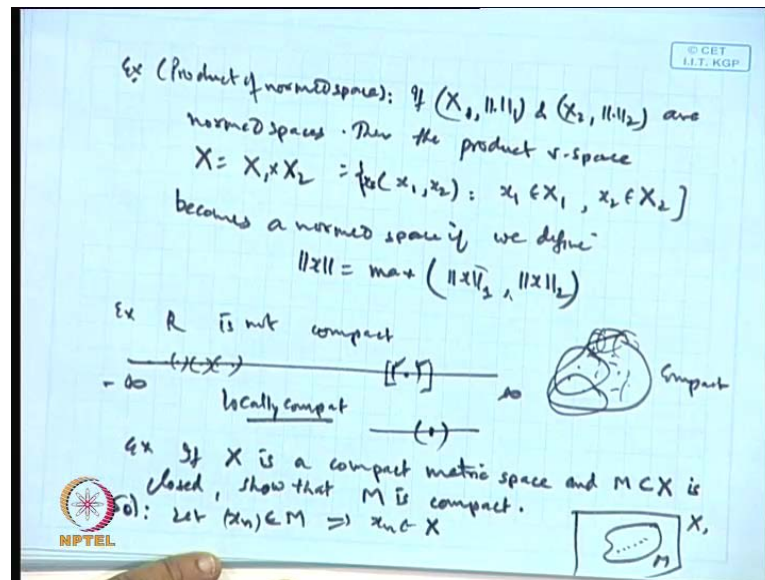 © CET
I.I.T. KGP
Ex (Product of normed space): If (X₁, ||.||₁) & (X₂, ||.||₂) are
normed spaces. Then the product v-space
X = X₁ × X₂ = {x=(x₁, x₂) : x₁ ∈ X₁, x₂ ∈ X₂}
becomes a normed space if we define
||x|| = max (||x||₁, ||x||₂)
Ex R is not compact
-∞ ()()() [[ . ]] ∞ Compact
locally compat
( . )
Ex If X is a compact metric space and M ⊂ X is
closed, show that M is compact.
Sol: Let (xn) ∈ M ⇒ xn ∈ X
X,
M
NPTEL